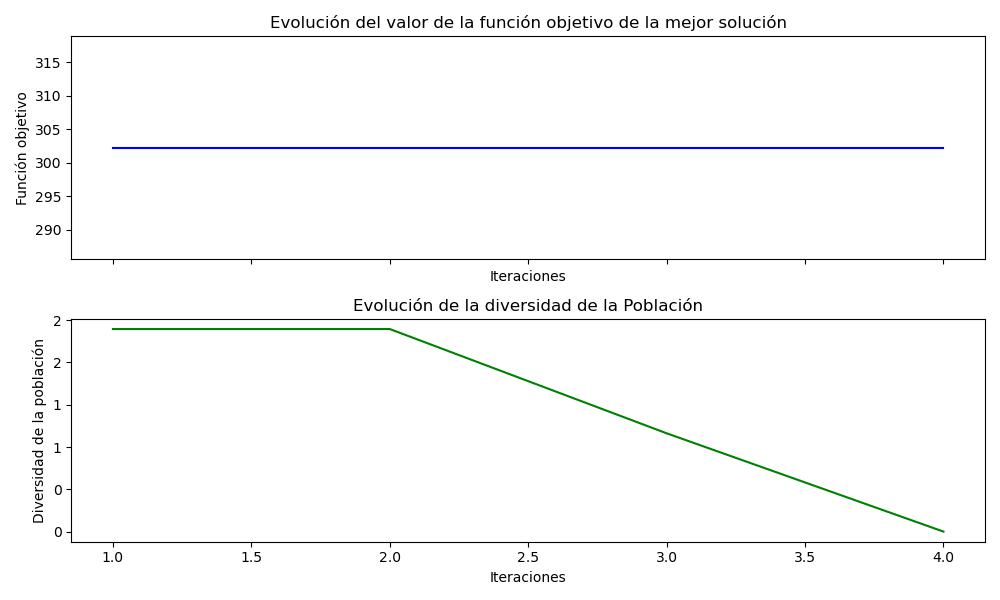 Evolución del valor de la función objetivo de la mejor solución
315
310
305
300
295
290
Función objetivo
Iteraciones
Evolución de la diversidad de la Población
2
2
1
1
0
0
Diversidad de la población
1.0 1.5 2.0 2.5 3.0 3.5 4.0
Iteraciones